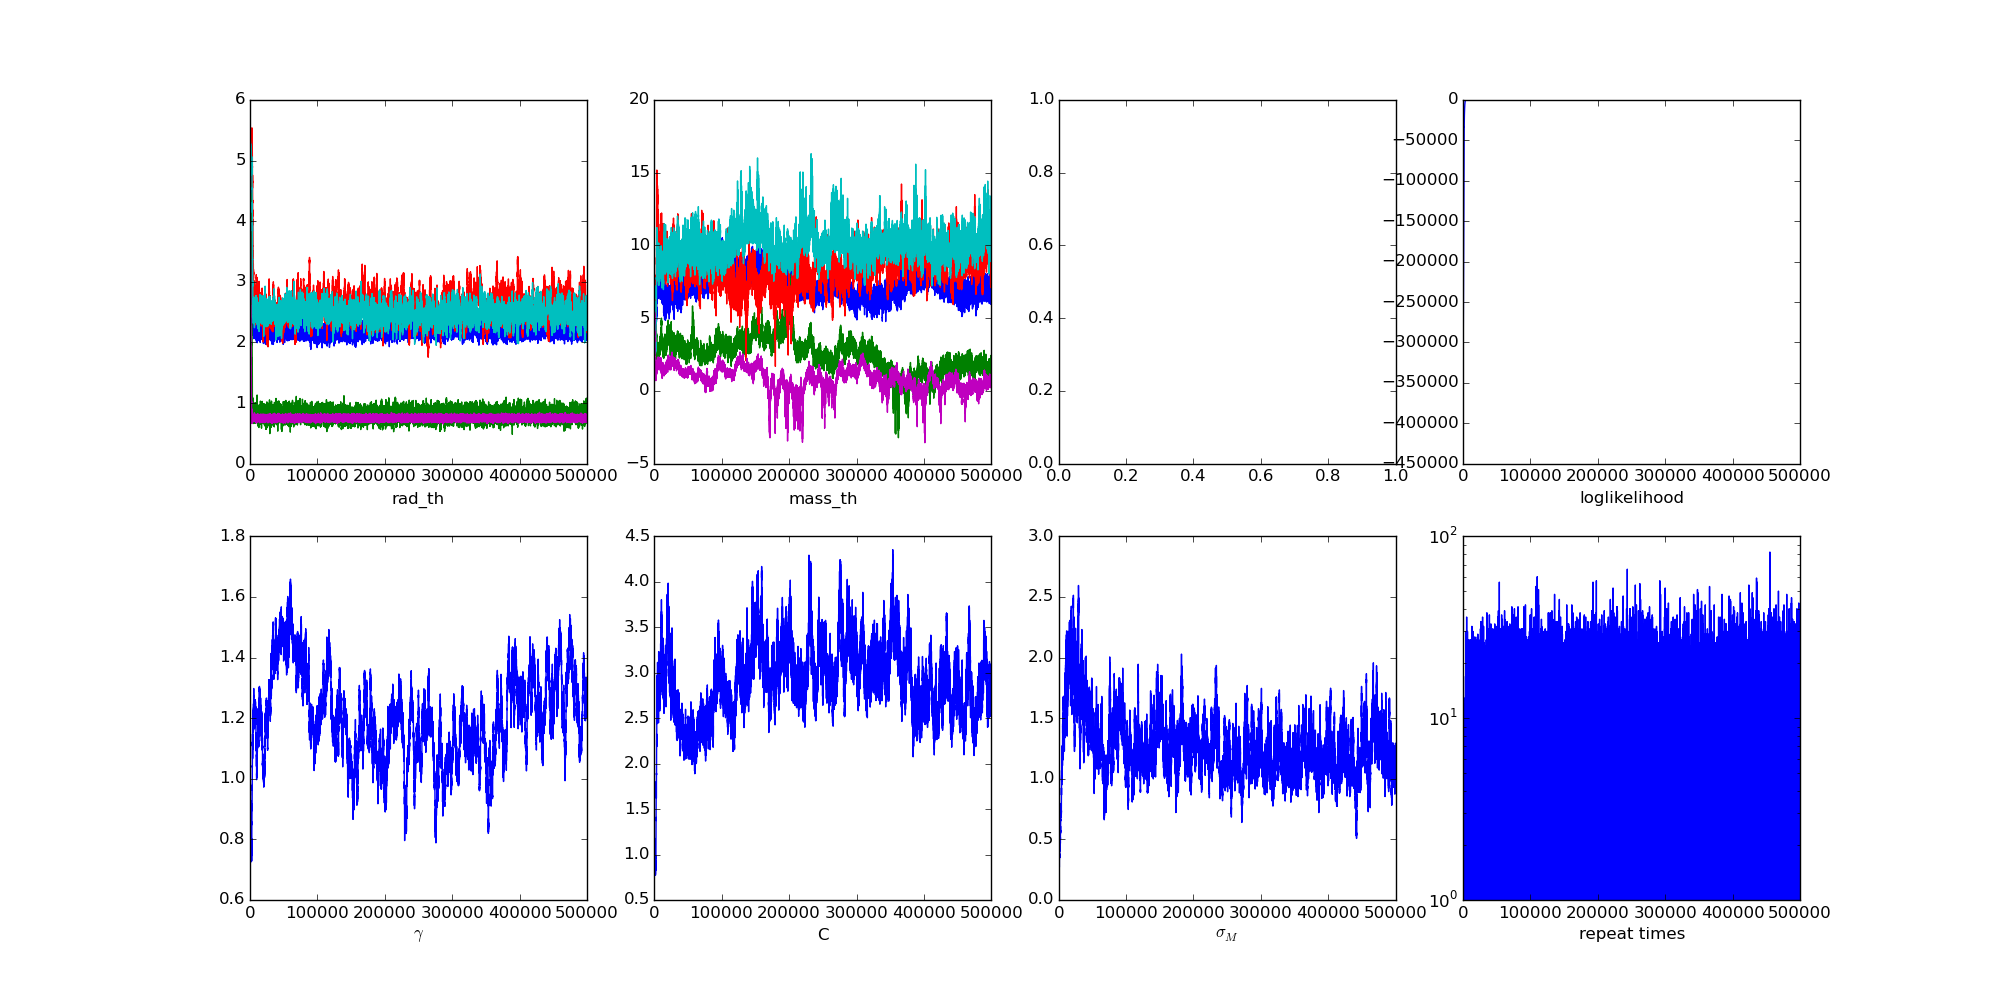 6 20 1.0 0
5 15 0.8 −50000
−100000
4 10 0.6 −150000
−200000
3 5 0.4 −250000
2 0 0.2 −300000
−350000
1 −400000
0 −5 0.0 −450000
0 100000 200000 300000 400000 500000 0 100000 200000 300000 400000 500000 0.0 0.2 0.4 0.6 0.8 1.0 0 100000 200000 300000 400000 500000
rad_th mass_th loglikelihood
1.8 4.5 3.0 10²
1.6 4.0 2.5
1.4 3.5 2.0
3.0
1.2 2.5 1.5 10¹
1.0 2.0 1.0
1.5
0.8 1.0 0.5
0.6 0.5 0.0 10⁰
0 100000 200000 300000 400000 500000 0 100000 200000 300000 400000 500000 0 100000 200000 300000 400000 500000 0 100000 200000 300000 400000 500000
γ C σ_M repeat times